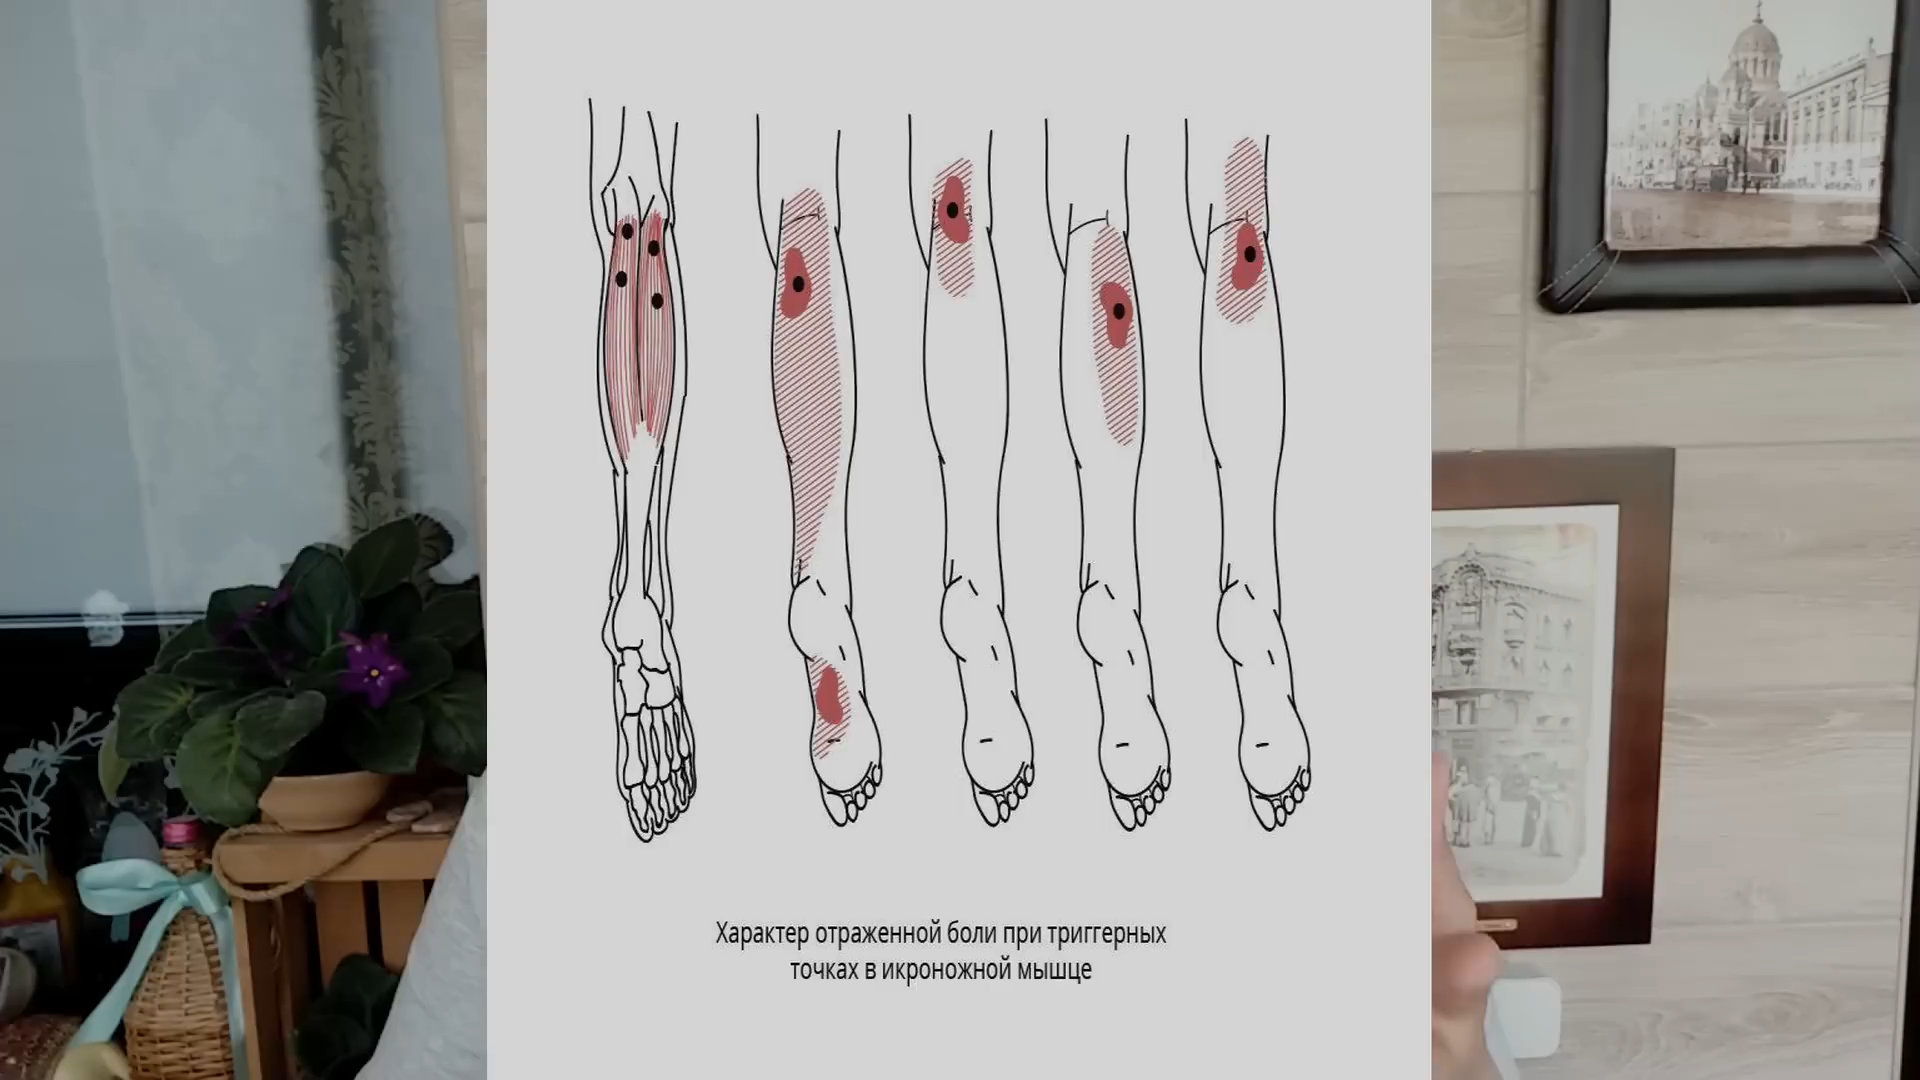 Характер отраженной боли при триггерных
точках в икроножной мышце